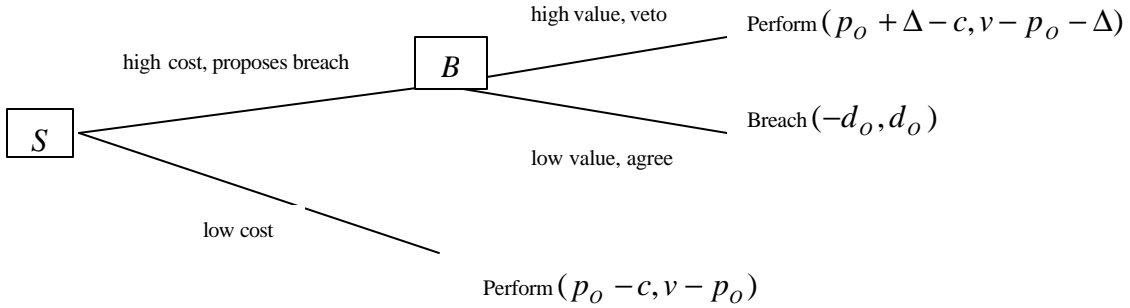 high value, veto
Perform (p_O + Δ − c, v − p_O − Δ)
B
high cost, proposes breach
Breach (−d_O, d_O)
S
low value, agree
low cost
Perform (p_O − c, v − p_O)